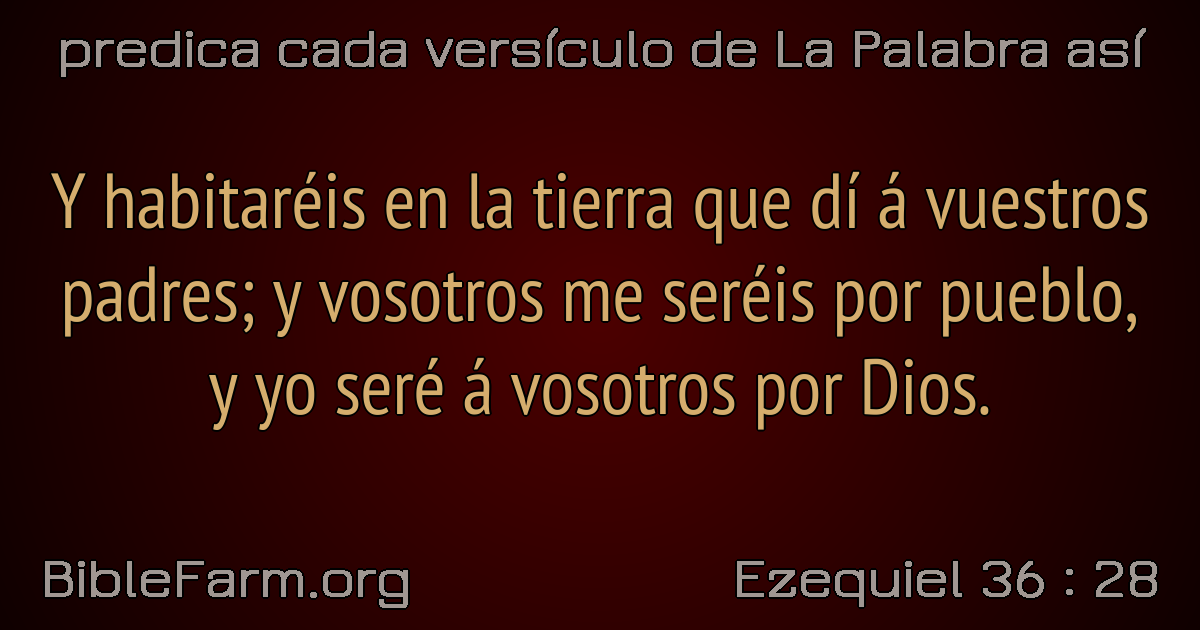 predica cada versículo de La Palabra así
Y habitaréis en la tierra que dí á vuestros
padres; y vosotros me seréis por pueblo,
y yo seré á vosotros por Dios.
BibleFarm.org
Ezequiel 36 : 28